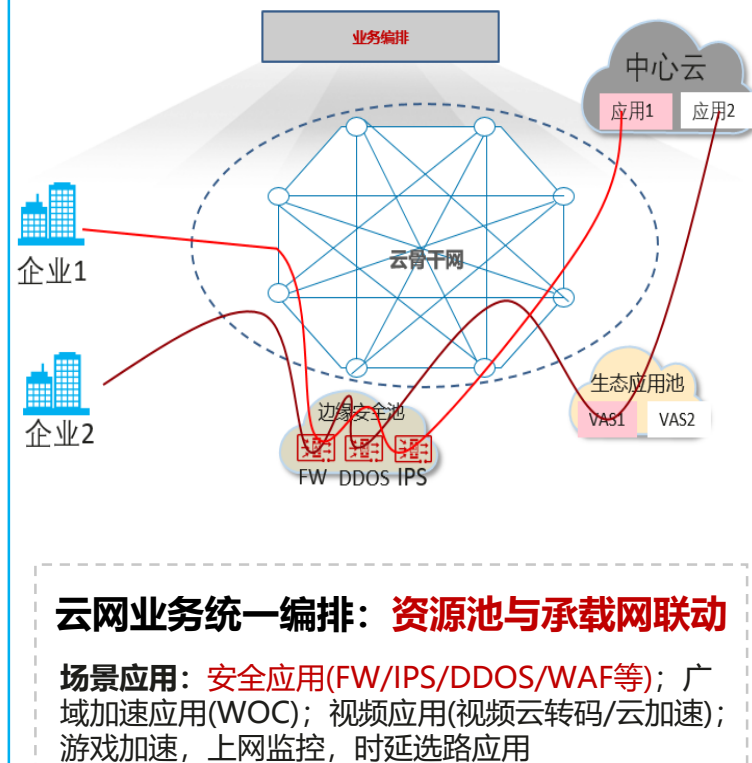 业务编排
中心云
应用1 应用2
企业1
云骨干网
企业2
生态应用池
VAS1 VAS2
边缘安全池
FW DDOS IPS
云网业务统一编排：资源池与承载网联动
场景应用：安全应用(FW/IPS/DDOS/WAF等)；广
域加速应用(WOC)；视频应用(视频云转码/云加速)；
游戏加速，上网监控，时延选路应用